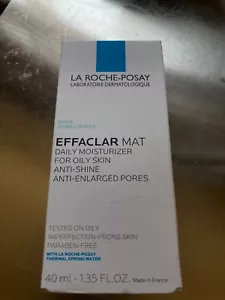 LA ROCHE-POSAY
LABORATOIRE DERMATOLOGIQUE
EFFACLAR MAT
DAILY MOISTURIZER
FOR OILY SKIN
ANTI-SHINE
ANTI-ENLARGED PORES
TESTED ON OILY
IMPERFECTION-PRONE SKIN
PARABEN-FREE
WITH LA ROCHE-POSAY
THERMAL SPRING WATER
40 ml - 1.35 FL.OZ. Made in France